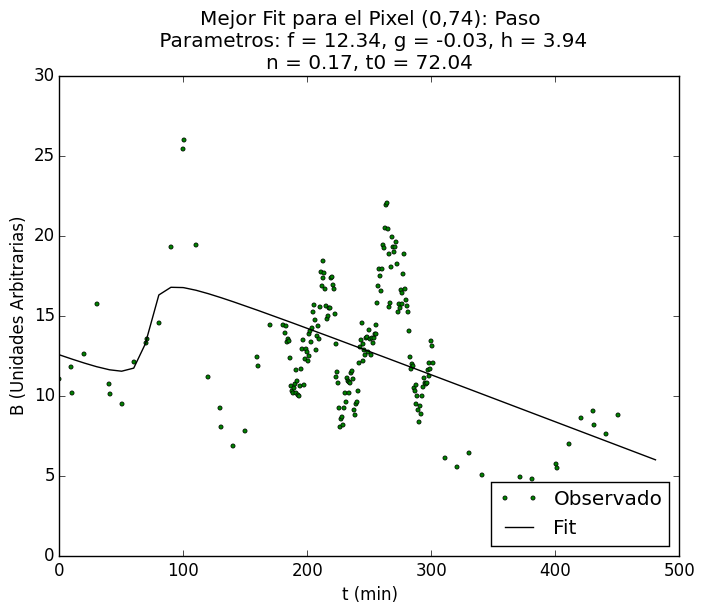 Mejor Fit para el Pixel (0,74): Paso
Parametros: f = 12.34, g = -0.03, h = 3.94
n = 0.17, t0 = 72.04
30
25
20
15
10
5
0
B (Unidades Arbitrarias)
Observado
Fit
0 100 200 300 400 500
t (min)